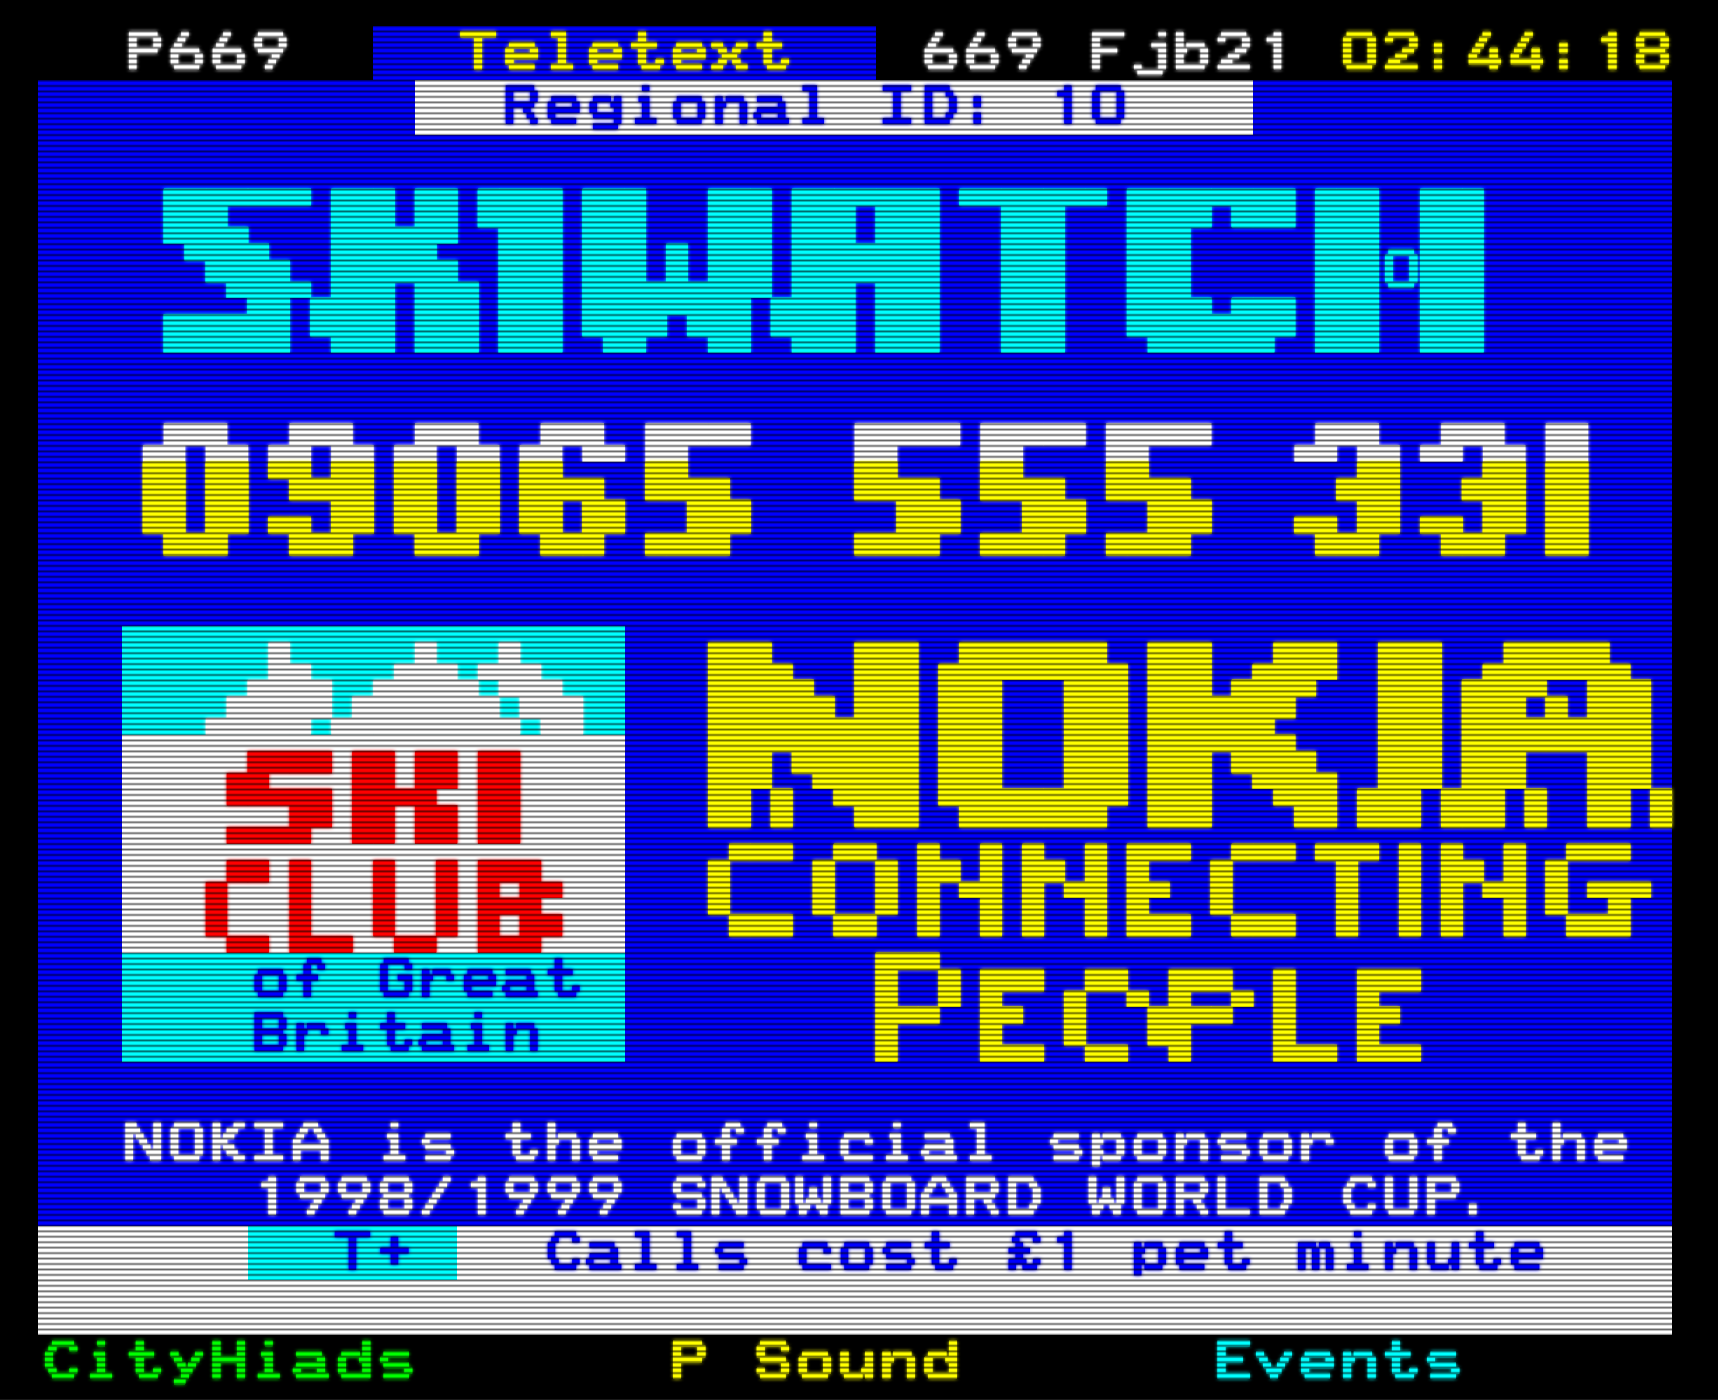 P669 Teletext 669 Fjb21 02:44:18
Regional ID: 10
SKIWATCH
09065 555 331
SKI
CLUB
of Great
Britain
NOKIA
CONNECTING
PEOPLE
NOKIA is the official sponsor of the
1998/1999 SNOWBOARD WORLD CUP.
T+ Calls cost £1 pet minute
CityHiads P Sound Events